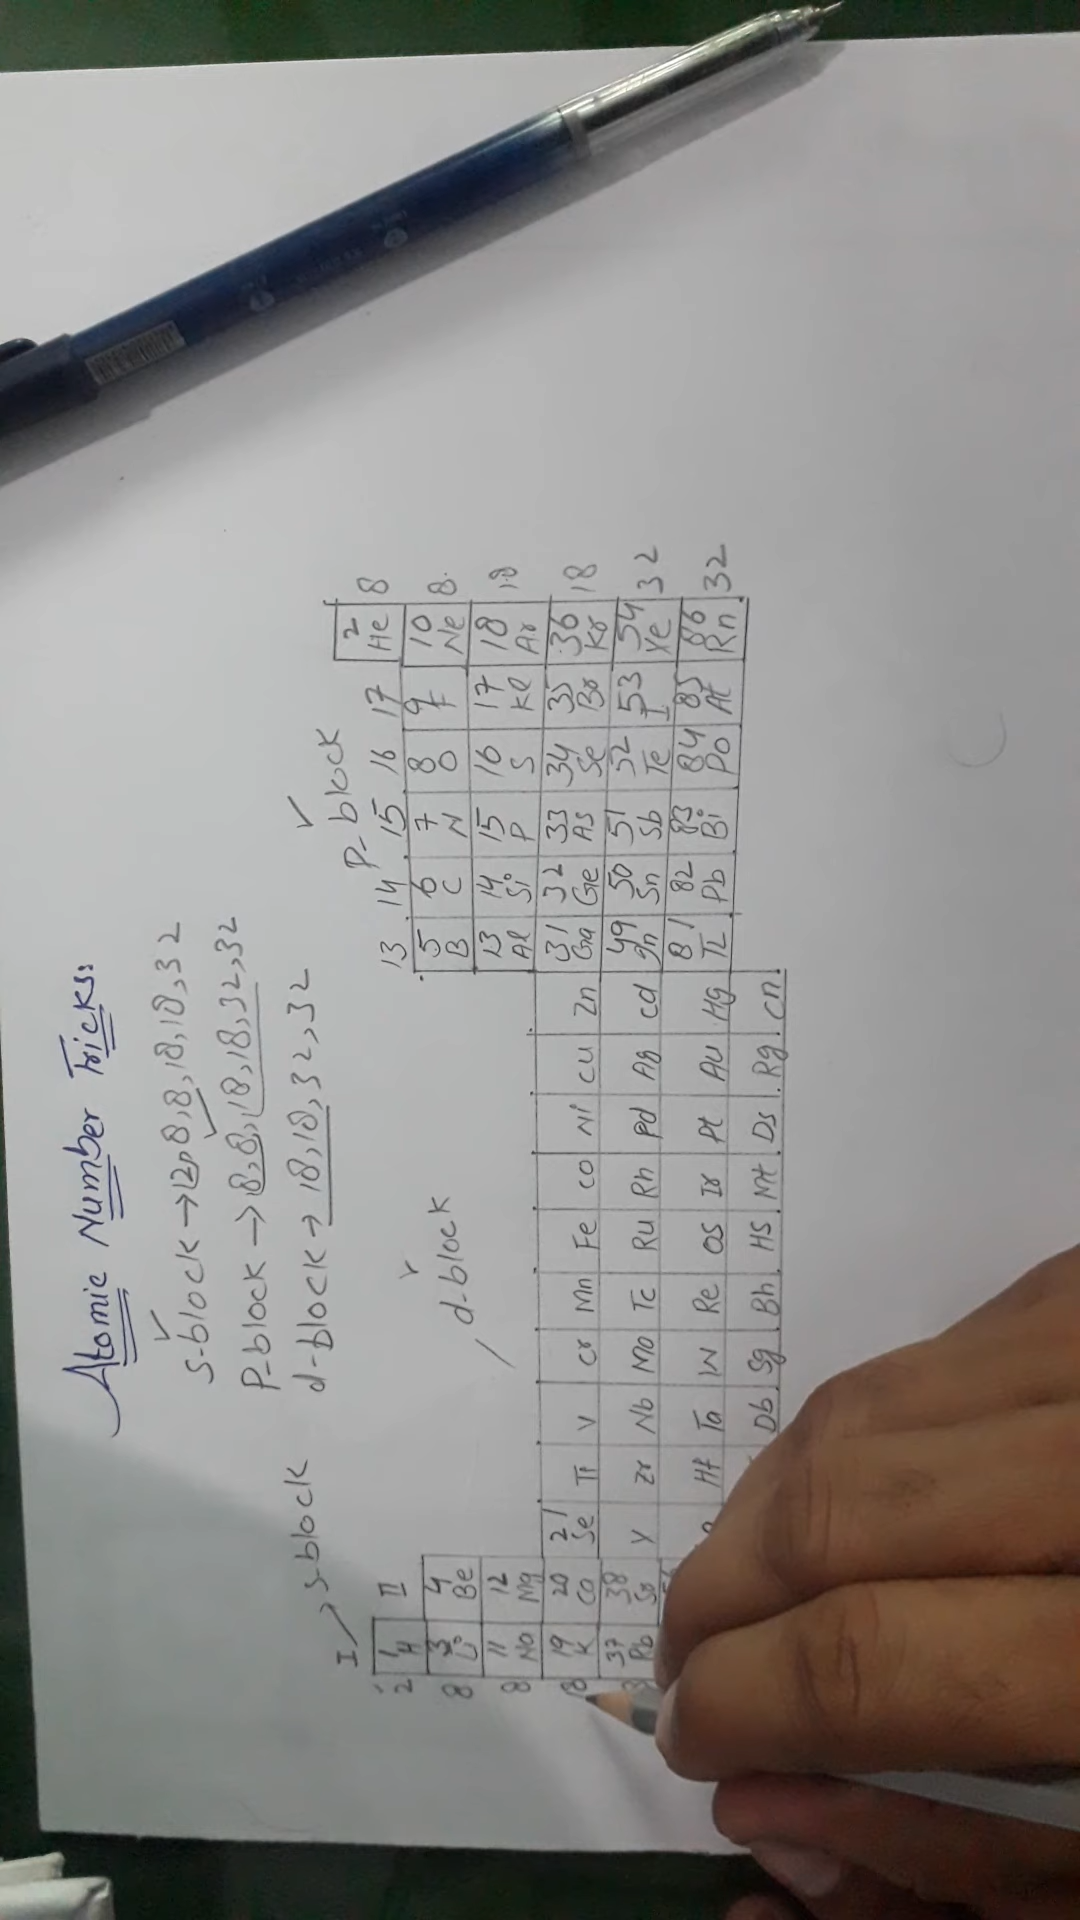 Atomic Number Tricks:
s-block → 2,8,8,18,18,32
P-block → 8,8,18,18,32,32
d-block → 18,18,32,32
I → s-block
II
d-block
P-block
13 14 15 16 17
2 1 H 2 He 8
8 3 Li 4 Be 5 B 6 C 7 N 8 O 9 F 10 Ne 8
8 11 Na 12 Mg 13 Al 14 Si 15 P 16 S 17 Kl 18 Ar 18
18 19 K 20 Ca 21 Se Ti V Cr Mn Fe Co Ni Cu Zn 31 Ga 32 Ge 33 As 34 Se 35 Br 36 Kr 18
37 Rb 38 Sr Y Zr Nb Mo Tc Ru Rh Pd Ag Cd 49 In 50 Sn 51 Sb 52 Te 53 I 54 Xe 32
Hf Ta W Re Os Ir Pt Au Hg 81 TL 82 Pb 83 Bi 84 Po 85 At 86 Rn 32
Db Sg Bh HS Mt Ds Rg Cn